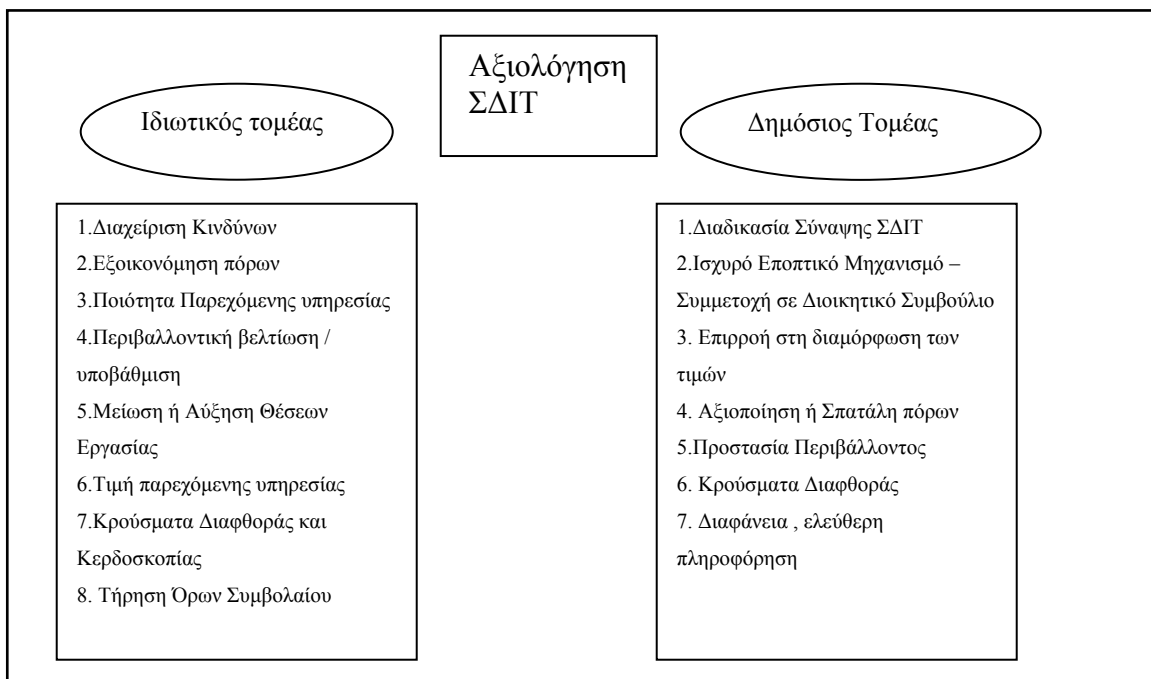 Αξιολόγηση
ΣΔΙΤ
Ιδιωτικός τομέας
Δημόσιος Τομέας
1.Διαχείριση Κινδύνων
2.Εξοικονόμηση πόρων
3.Ποιότητα Παρεχόμενης υπηρεσίας
4.Περιβαλλοντική βελτίωση /
υποβάθμιση
5.Μείωση ή Αύξηση Θέσεων
Εργασίας
6.Τιμή παρεχόμενης υπηρεσίας
7.Κρούσματα Διαφθοράς και
Κερδοσκοπίας
8. Τήρηση Όρων Συμβολαίου
1.Διαδικασία Σύναψης ΣΔΙΤ
2.Ισχυρό Εποπτικό Μηχανισμό –
Συμμετοχή σε Διοικητικό Συμβούλιο
3. Επιρροή στη διαμόρφωση των
τιμών
4. Αξιοποίηση ή Σπατάλη πόρων
5.Προστασία Περιβάλλοντος
6. Κρούσματα Διαφθοράς
7. Διαφάνεια , ελεύθερη
πληροφόρηση